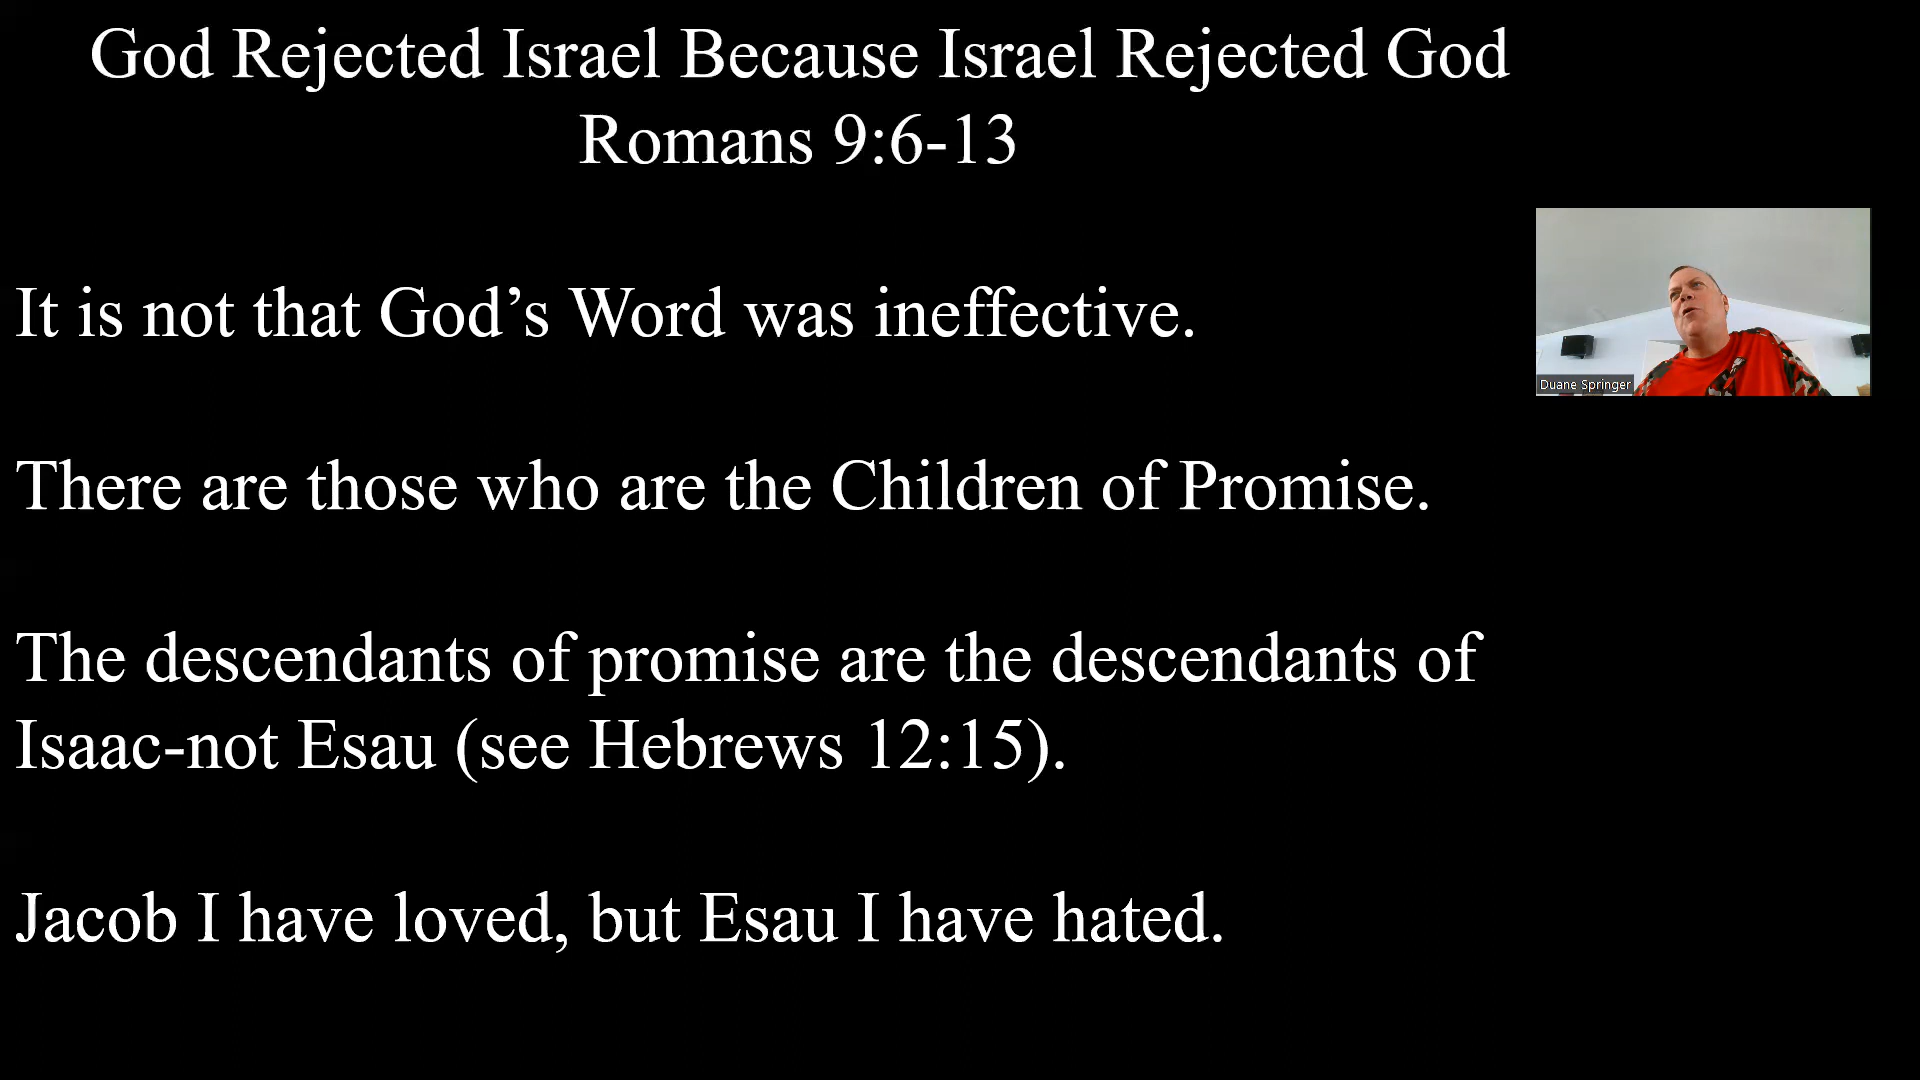 God Rejected Israel Because Israel Rejected God
Romans 9:6-13
It is not that God’s Word was ineffective.
There are those who are the Children of Promise.
The descendants of promise are the descendants of
Isaac-not Esau (see Hebrews 12:15).
Jacob I have loved, but Esau I have hated.
Duane Springer